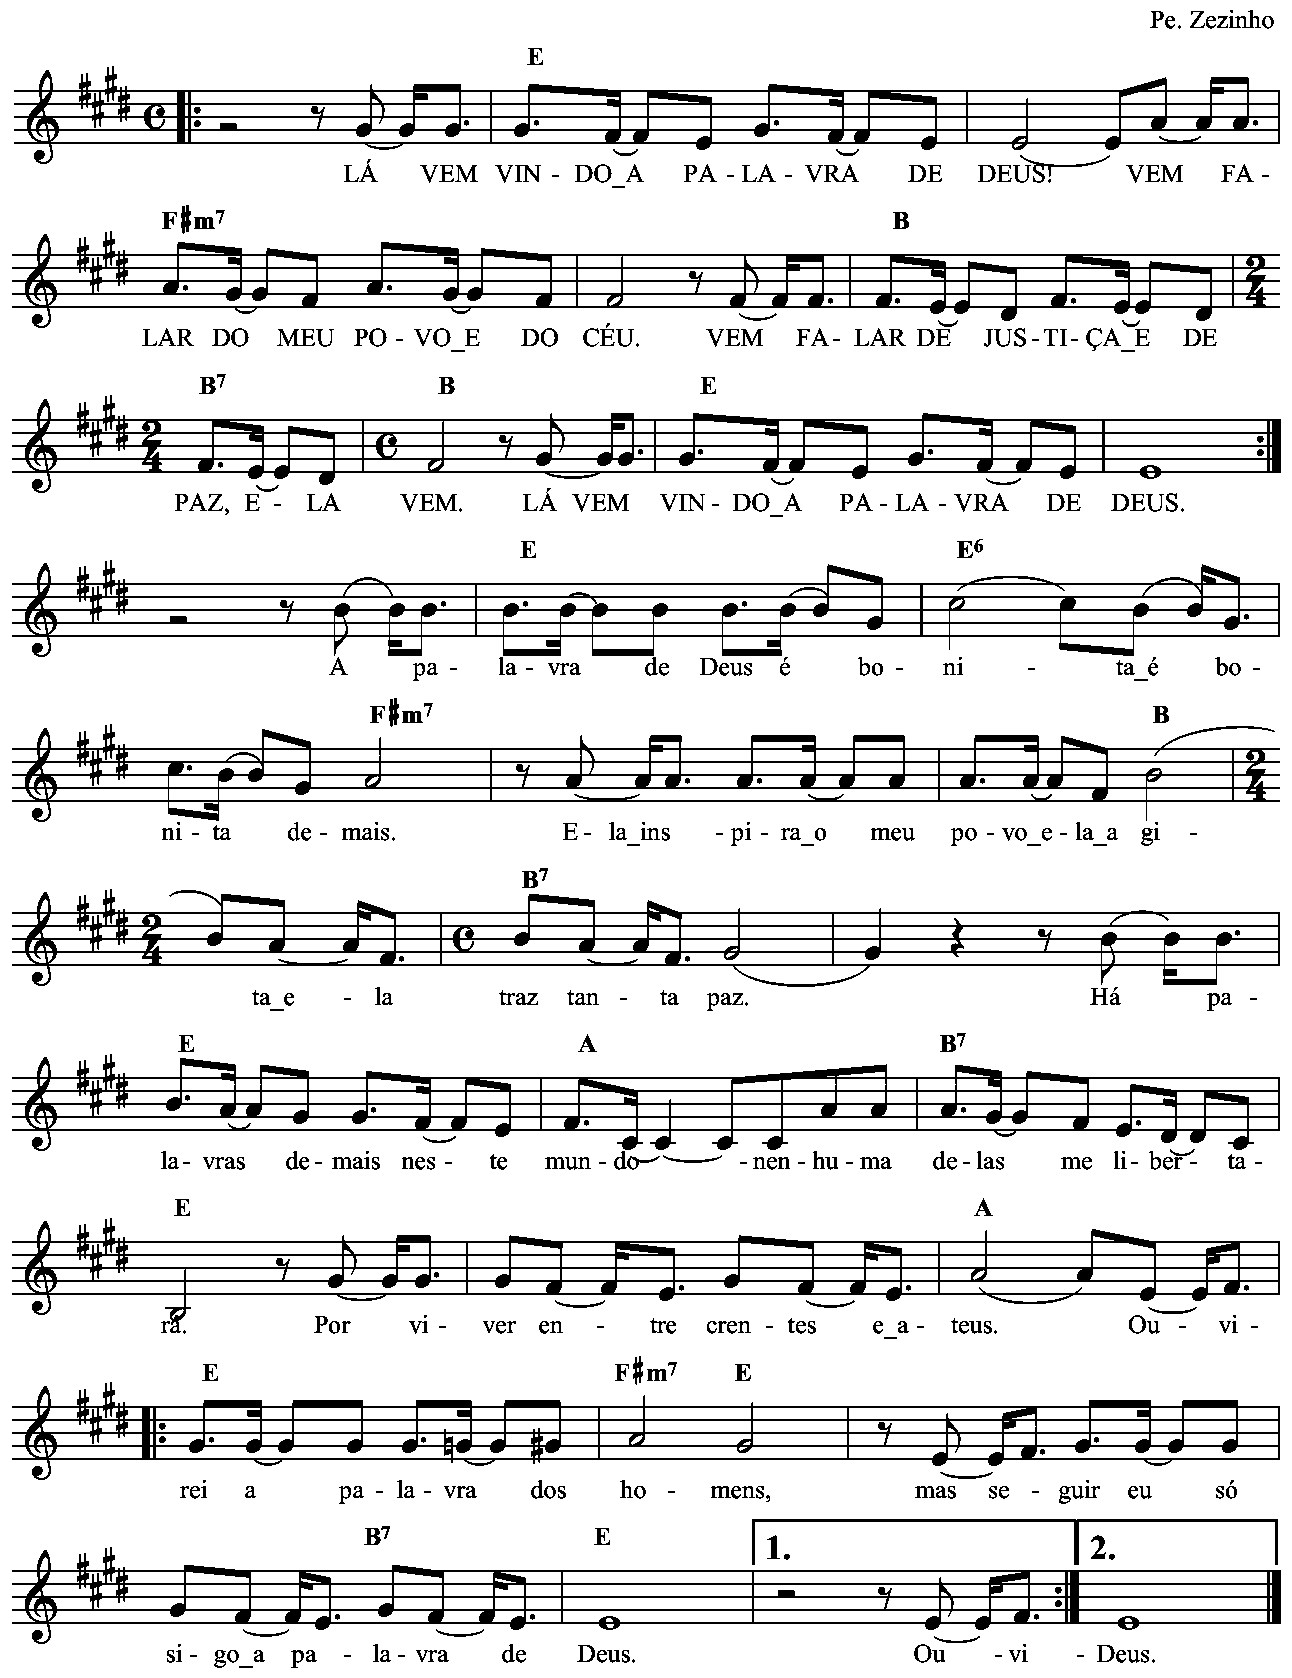 Pe. Zezinho
E
LÁ VEM VIN- DO_A PA - LA - VRA DE DEUS! VEM FA-
F#m7 B
LAR DO MEU PO - VO_E DO CÉU. VEM FA- LAR DE JUS - TI - ÇA_E DE
B7 B E
PAZ, E - LA VEM. LÁ VEM VIN - DO_A PA - LA - VRA DE DEUS.
E E6
A pa - la - vra de Deus é bo - ni - ta_é bo -
F#m7 B
ni - ta de - mais. E - la_ins - pi - ra_o meu po - vo_e - la_a gi -
B7
ta_e - la traz tan - ta paz. Há pa -
E A B7
la - vras de - mais nes - te mun - do - nen - hu - ma de - las me li - ber - ta -
E A
rá. Por vi - ver en - tre cren - tes e_a - teus. Ou - vi -
E F#m7 E
rei a pa - la - vra dos ho - mens, mas se - guir eu só
B7 E 1. 2.
si - go_a pa - la - vra de Deus. Ou - vi - Deus.